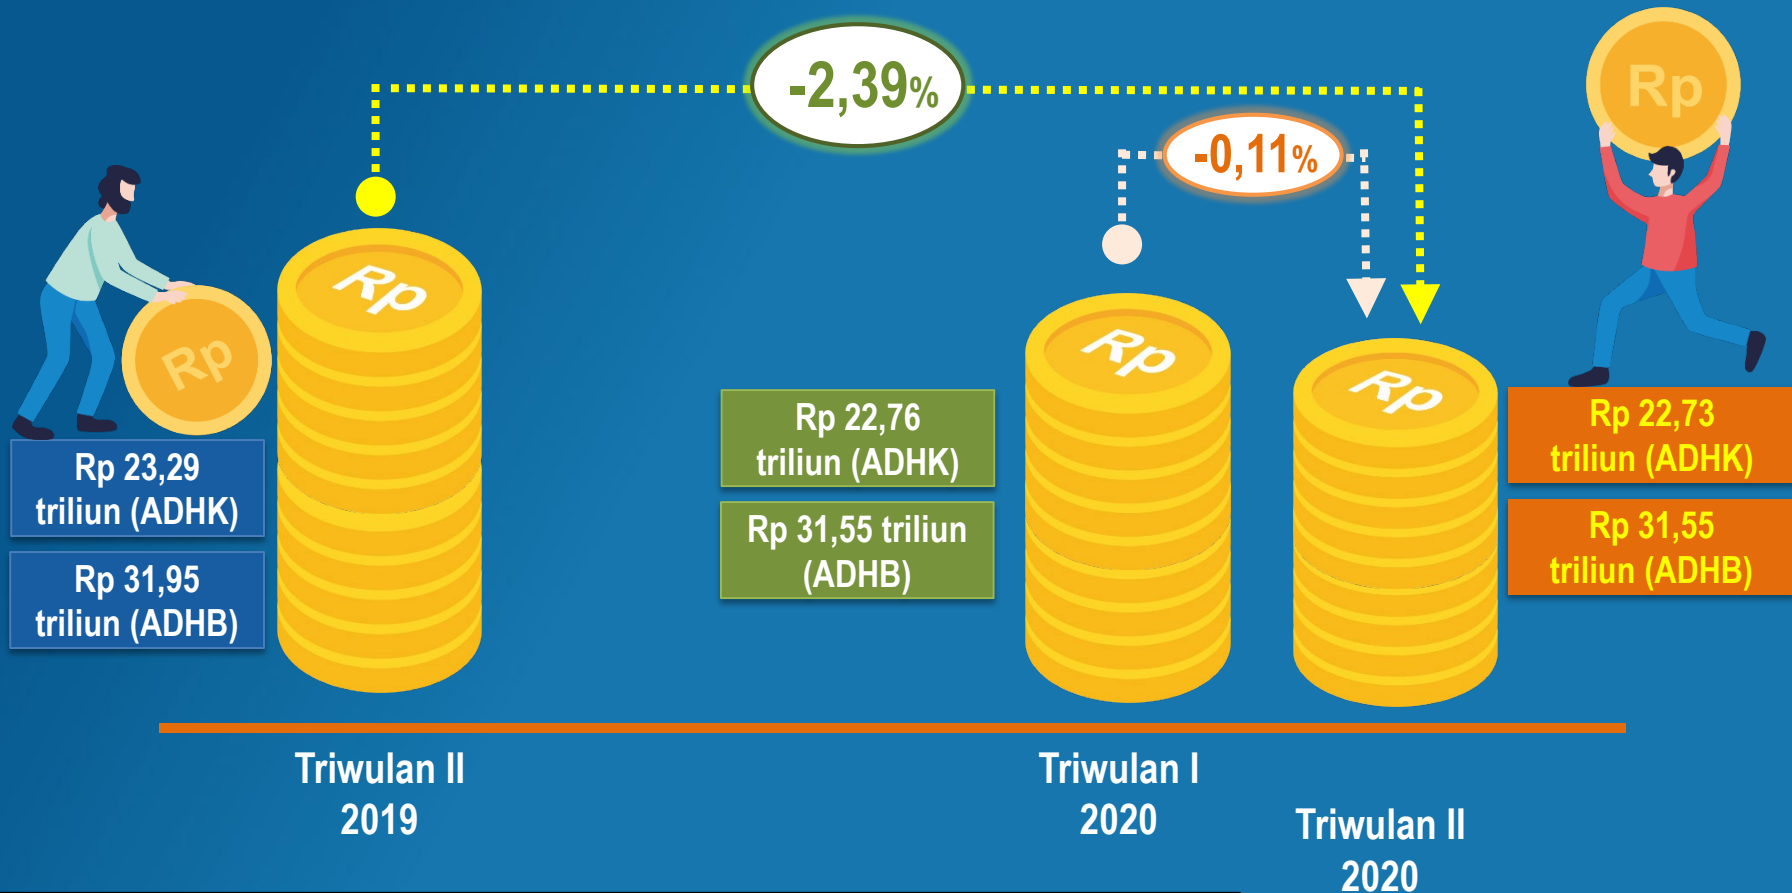 -2,39%
-0,11%
Rp
Rp
Rp
Rp
Rp
Rp 23,29
triliun (ADHK)
Rp 31,95
triliun (ADHB)
Rp 22,76
triliun (ADHK)
Rp 31,55 triliun
(ADHB)
Rp 22,73
triliun (ADHK)
Rp 31,55
triliun (ADHB)
Triwulan II
2019
Triwulan I
2020
Triwulan II
2020